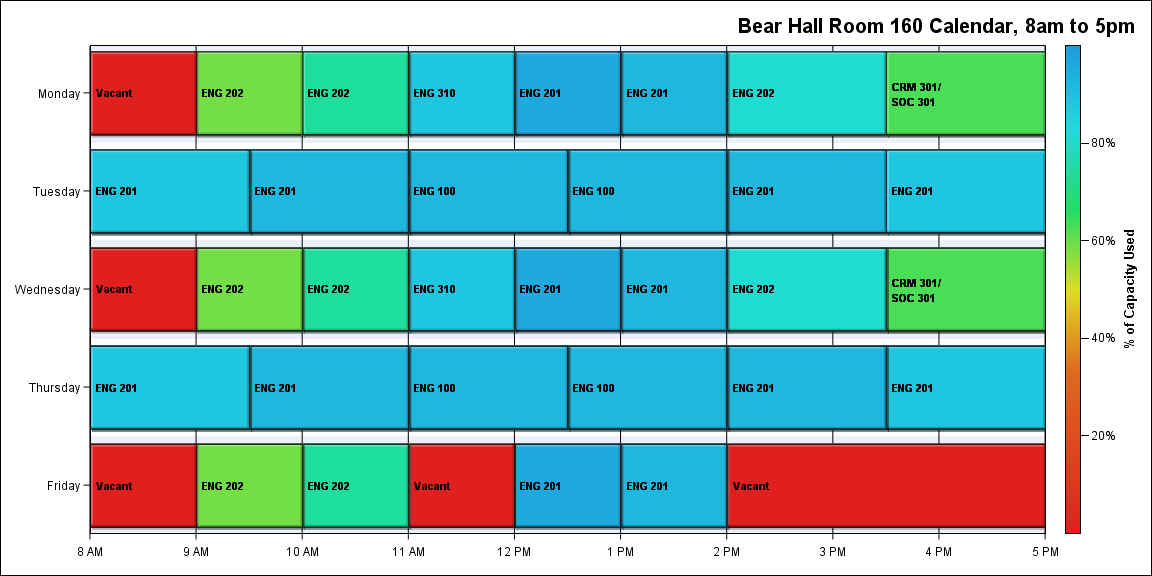 Bear Hall Room 160 Calendar, 8am to 5pm
Monday
Vacant
ENG 202
ENG 202
ENG 310
ENG 201
ENG 201
ENG 202
CRM 301/
SOC 301
Tuesday
ENG 201
ENG 201
ENG 100
ENG 100
ENG 201
ENG 201
Wednesday
Vacant
ENG 202
ENG 202
ENG 310
ENG 201
ENG 201
ENG 202
CRM 301/
SOC 301
Thursday
ENG 201
ENG 201
ENG 100
ENG 100
ENG 201
ENG 201
Friday
Vacant
ENG 202
ENG 202
Vacant
ENG 201
ENG 201
Vacant
8 AM
9 AM
10 AM
11 AM
12 PM
1 PM
2 PM
3 PM
4 PM
5 PM
80%
60%
40%
20%
% of Capacity Used